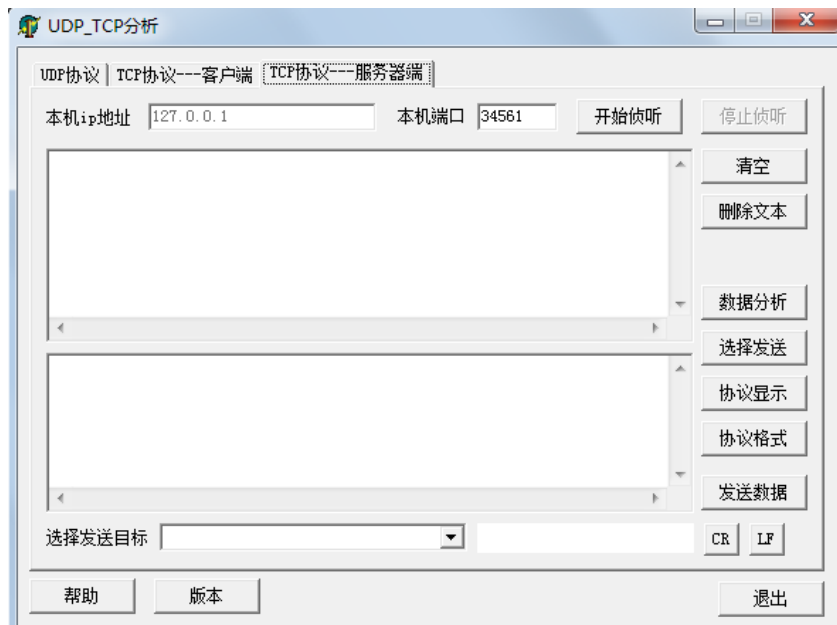 UDP_TCP分析
UDP协议 TCP协议---客户端 TCP协议---服务器端
本机ip地址 127.0.0.1 本机端口 34561 开始侦听 停止侦听
清空
删除文本
数据分析
选择发送
协议显示
协议格式
发送数据
选择发送目标 CR LF
帮助 版本 退出